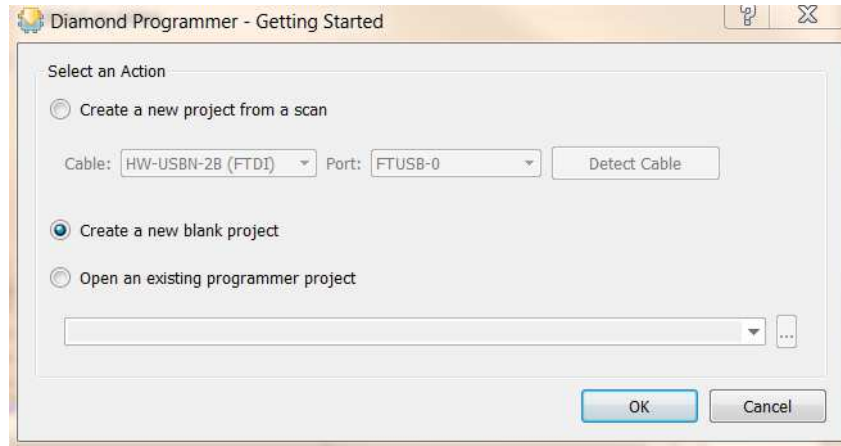 Diamond Programmer - Getting Started
Select an Action
Create a new project from a scan
Cable: HW-USBN-2B (FTDI) Port: FTUSB-0 Detect Cable
Create a new blank project
Open an existing programmer project
...
OK Cancel